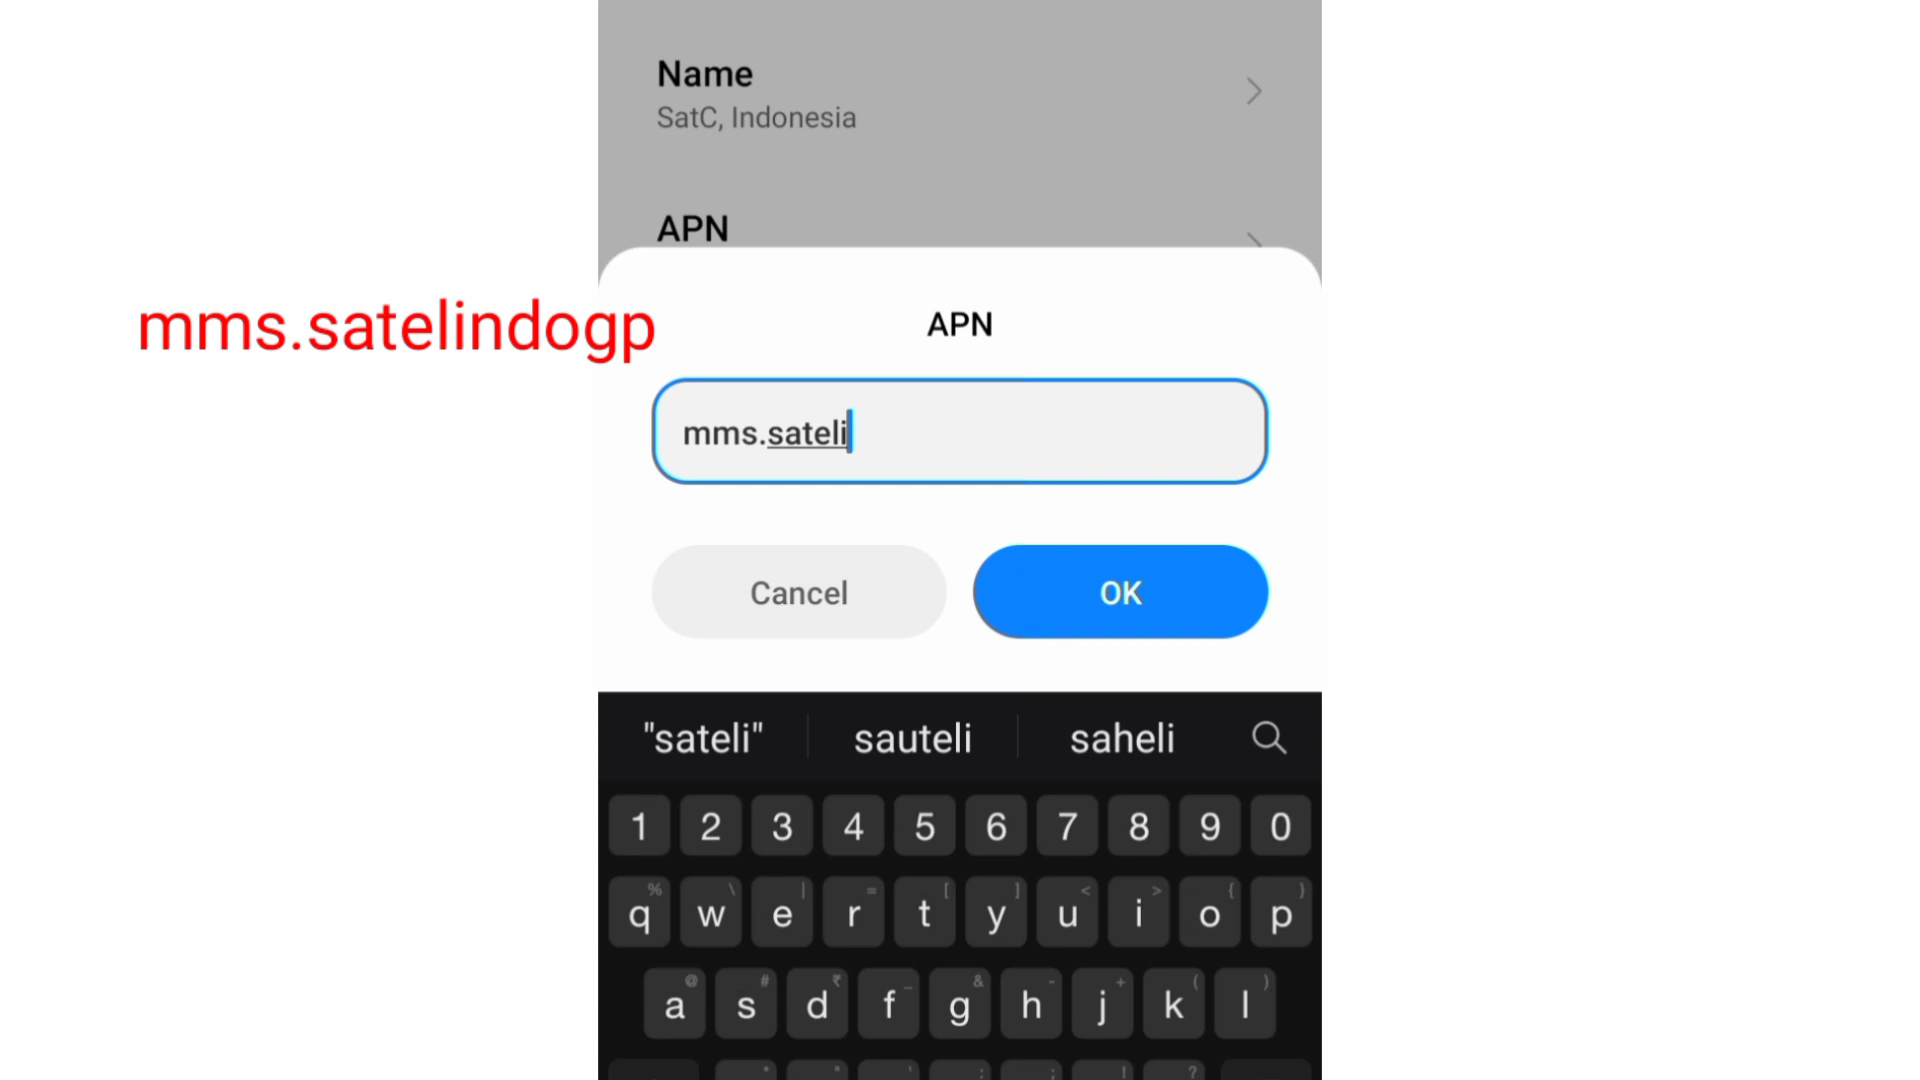 Name
SatC, Indonesia
APN
mms.satelindogp
APN
mms.sateli
Cancel
OK
"sateli" sauteli saheli
1 2 3 4 5 6 7 8 9 0
% \ | = [ ] < > { }
q w e r t y u i o p
@ # ₹ _ & - + ( )
a s d f g h j k l
* " ' : ; ! ?